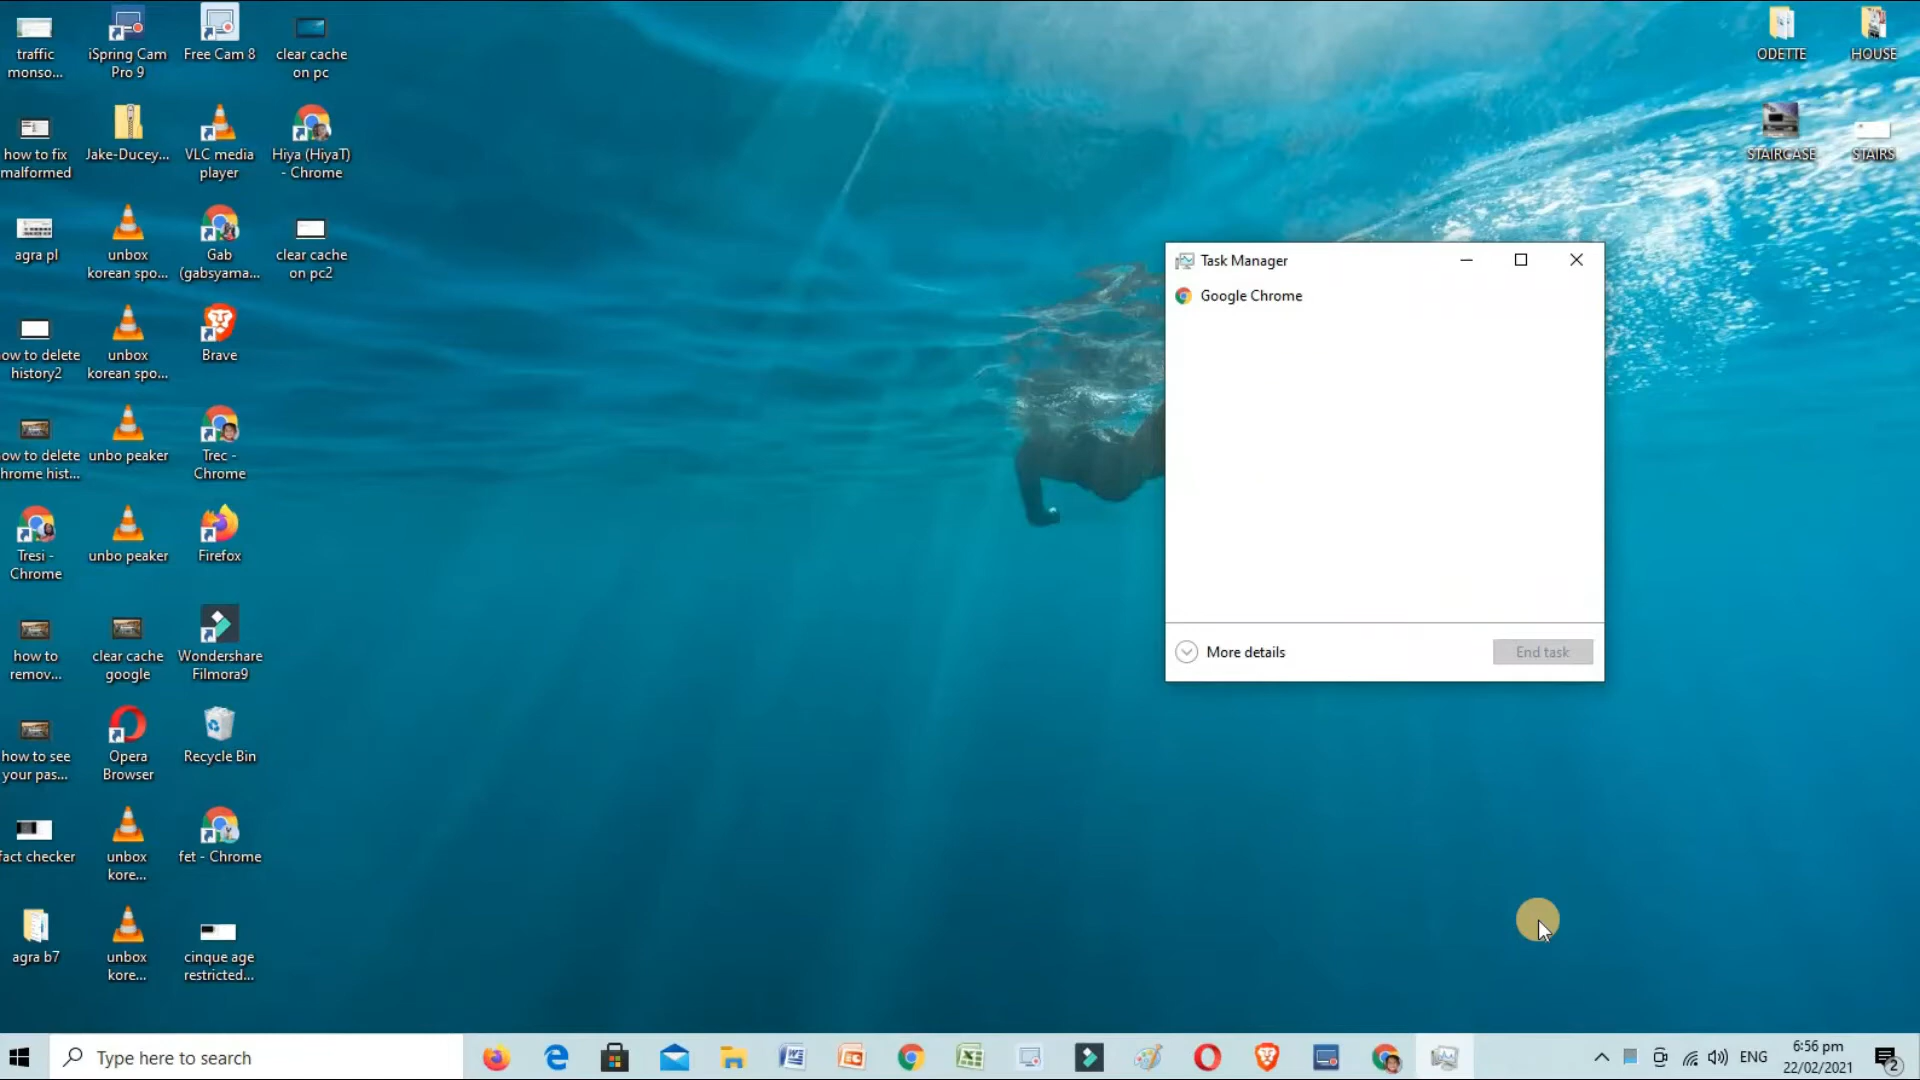 traffic
monso...
iSpring Cam
Pro 9
Free Cam 8
clear cache
on pc
ODETTE
HOUSE
how to fix
malformed
Jake-Ducey...
VLC media
player
Hiya (HiyaT)
- Chrome
STAIRCASE
STAIRS
agra pl
unbox
korean spo...
Gab
(gabsyama...
clear cache
on pc2
Task Manager
Google Chrome
More details
End task
ow to delete
history2
unbox
korean spo...
Brave
ow to delete
hrome hist...
unbo peaker
Trec -
Chrome
Tresi -
Chrome
unbo peaker
Firefox
how to
remov...
clear cache
google
Wondershare
Filmora9
how to see
your pas...
Opera
Browser
Recycle Bin
fact checker
unbox
kore...
fet - Chrome
agra b7
unbox
kore...
cinque age
restricted...
Type here to search
ENG
6:56 pm
22/02/2021
2